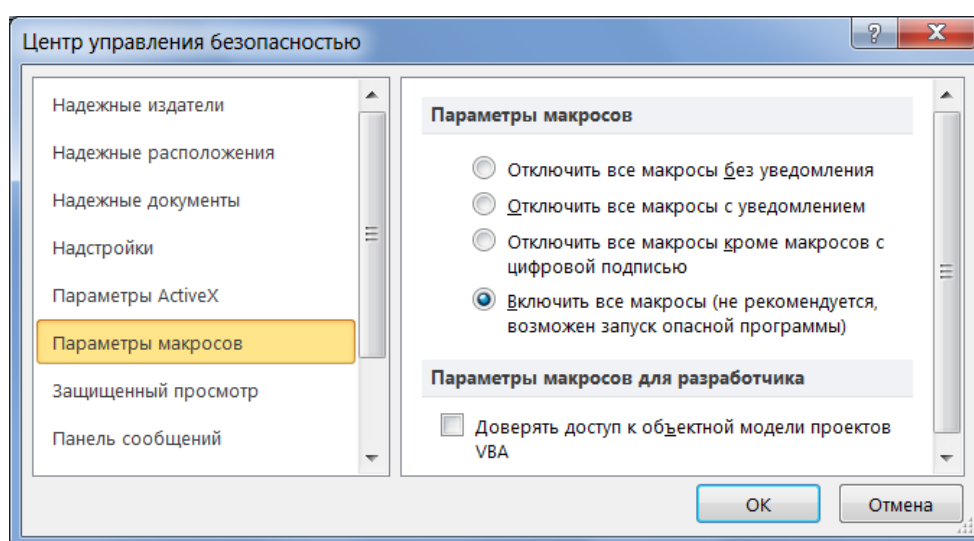 Центр управления безопасностью
Надежные издатели
Надежные расположения
Надежные документы
Надстройки
Параметры ActiveX
Параметры макросов
Защищенный просмотр
Панель сообщений
Параметры макросов
Отключить все макросы без уведомления
Отключить все макросы с уведомлением
Отключить все макросы кроме макросов с
цифровой подписью
Включить все макросы (не рекомендуется,
возможен запуск опасной программы)
Параметры макросов для разработчика
Доверять доступ к объектной модели проектов
VBA
ОК
Отмена